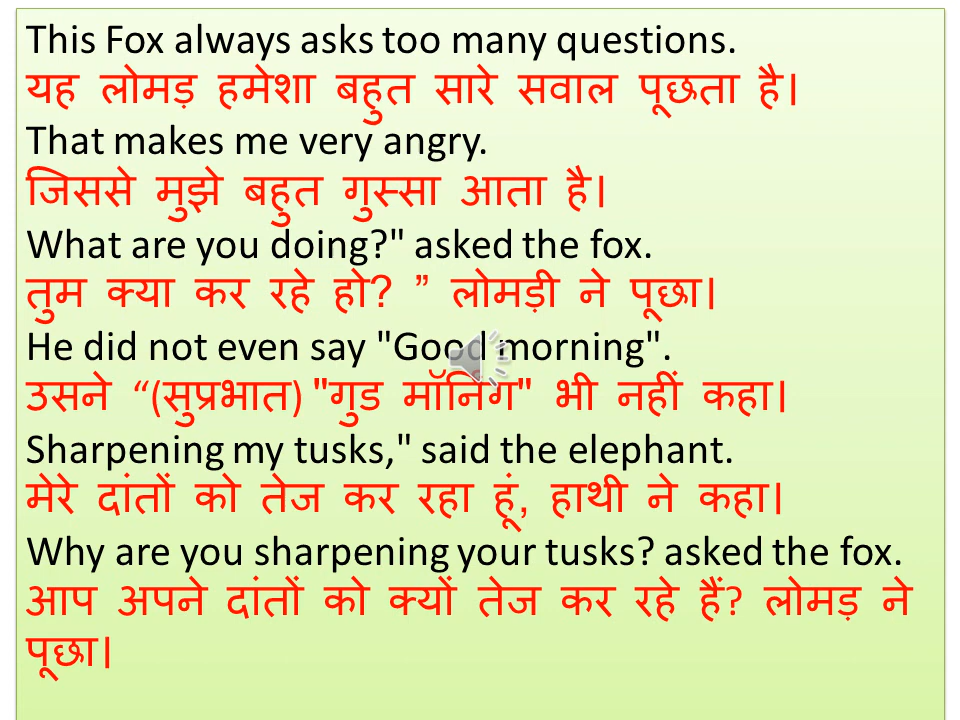 This Fox always asks too many questions.
यह लोमड़ हमेशा बहुत सारे सवाल पूछता है।
That makes me very angry.
जिससे मुझे बहुत गुस्सा आता है।
What are you doing?" asked the fox.
तुम क्या कर रहे हो? ” लोमड़ी ने पूछा।
He did not even say "Good morning".
उसने “(सुप्रभात) "गुड मॉर्निंग" भी नहीं कहा।
Sharpening my tusks," said the elephant.
मेरे दांतों को तेज कर रहा हूं, हाथी ने कहा।
Why are you sharpening your tusks? asked the fox.
आप अपने दांतों को क्यों तेज कर रहे हैं? लोमड़ ने
पूछा।